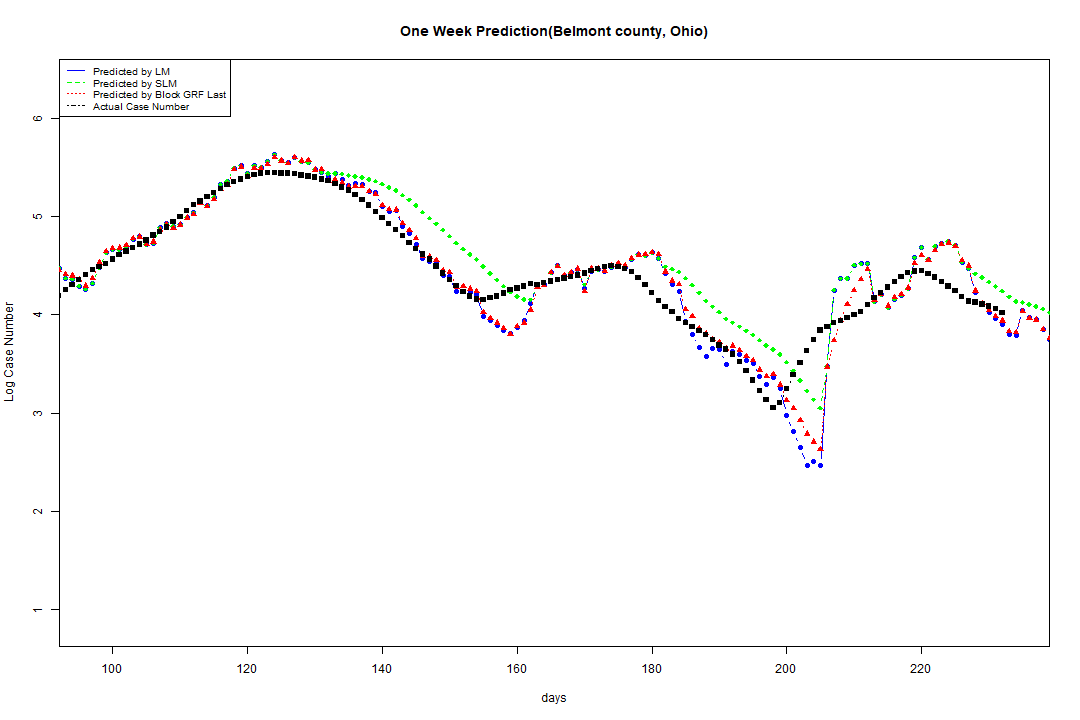 One Week Prediction(Belmont county, Ohio)
Predicted by LM
Predicted by SLM
Predicted by Block GRF Last
Actual Case Number
Log Case Number
6
5
4
3
2
1
100 120 140 160 180 200 220
days